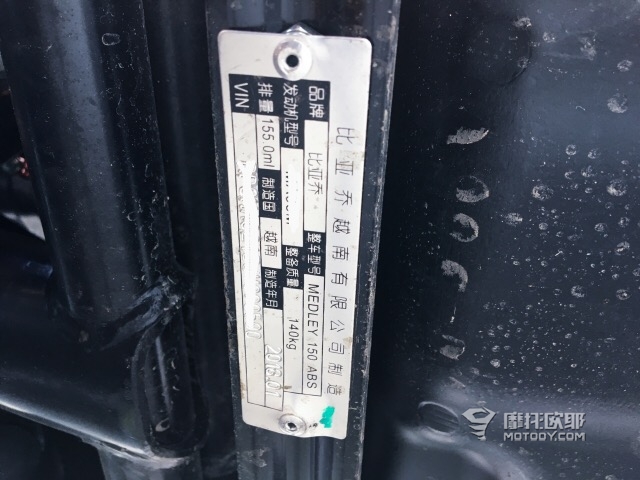 比亚乔越南有限公司制造
品牌 比亚乔 整车型号 MEDLEY 150 ABS
发动机型号 整备质量 140kg
排量 155.0ml 制造国 越南 制造年月 2016.01
VIN
摩托欧耶
MOTOOY.COM